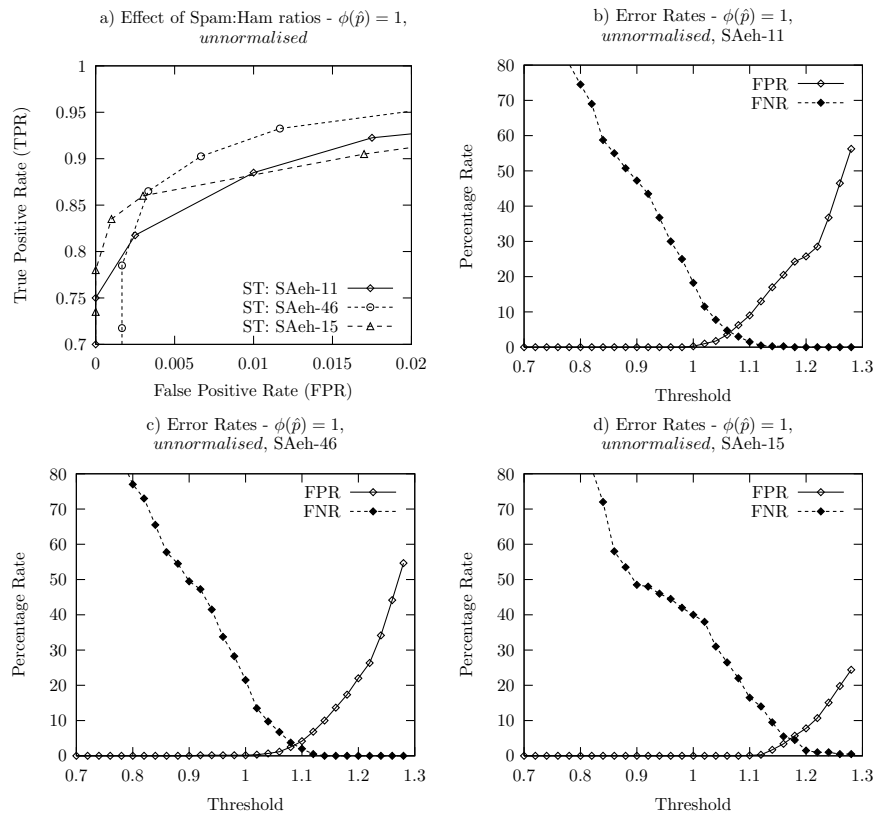 a) Effect of Spam:Ham ratios - ϕ(p̂) = 1,
unnormalised
True Positive Rate (TPR)
1
0.95
0.9
0.85
0.8
0.75
0.7
ST: SAeh-11
ST: SAeh-46
ST: SAeh-15
0 0.005 0.01 0.015 0.02
False Positive Rate (FPR)
b) Error Rates - ϕ(p̂) = 1,
unnormalised, SAeh-11
Percentage Rate
80
70
60
50
40
30
20
10
0
FPR
FNR
0.7 0.8 0.9 1 1.1 1.2 1.3
Threshold
c) Error Rates - ϕ(p̂) = 1,
unnormalised, SAeh-46
Percentage Rate
80
70
60
50
40
30
20
10
0
FPR
FNR
0.7 0.8 0.9 1 1.1 1.2 1.3
Threshold
d) Error Rates - ϕ(p̂) = 1,
unnormalised, SAeh-15
Percentage Rate
80
70
60
50
40
30
20
10
0
FPR
FNR
0.7 0.8 0.9 1 1.1 1.2 1.3
Threshold